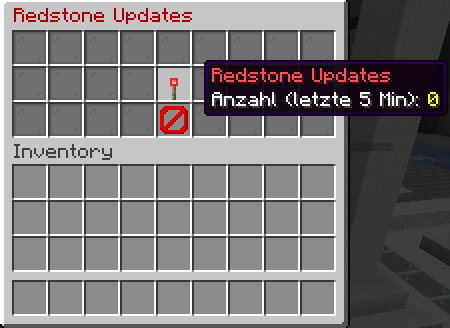 Redstone Updates
Redstone Updates
Anzahl (letzte 5 Min): 0
Inventory